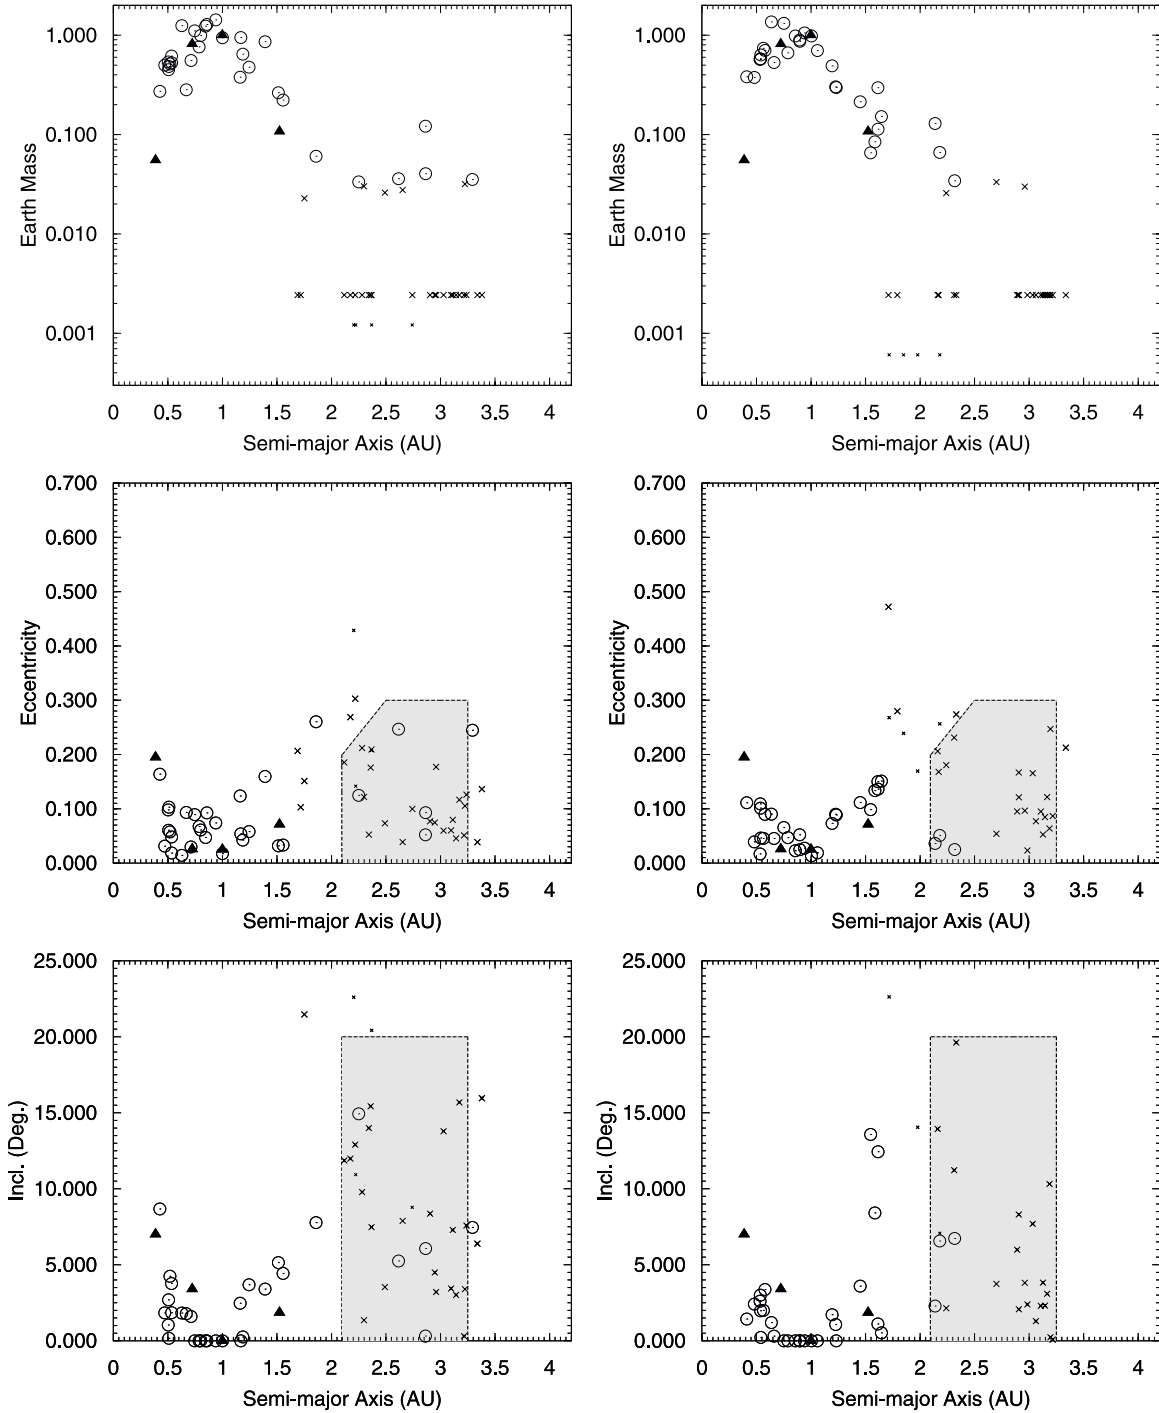 Earth Mass
1.000
0.100
0.010
0.001
0 0.5 1 1.5 2 2.5 3 3.5 4
Semi-major Axis (AU)
Earth Mass
1.000
0.100
0.010
0.001
0 0.5 1 1.5 2 2.5 3 3.5 4
Semi-major Axis (AU)
Eccentricity
0.700
0.600
0.500
0.400
0.300
0.200
0.100
0.000
0 0.5 1 1.5 2 2.5 3 3.5 4
Semi-major Axis (AU)
Eccentricity
0.700
0.600
0.500
0.400
0.300
0.200
0.100
0.000
0 0.5 1 1.5 2 2.5 3 3.5 4
Semi-major Axis (AU)
Incl. (Deg.)
25.000
20.000
15.000
10.000
5.000
0.000
0 0.5 1 1.5 2 2.5 3 3.5 4
Semi-major Axis (AU)
Incl. (Deg.)
25.000
20.000
15.000
10.000
5.000
0.000
0 0.5 1 1.5 2 2.5 3 3.5 4
Semi-major Axis (AU)